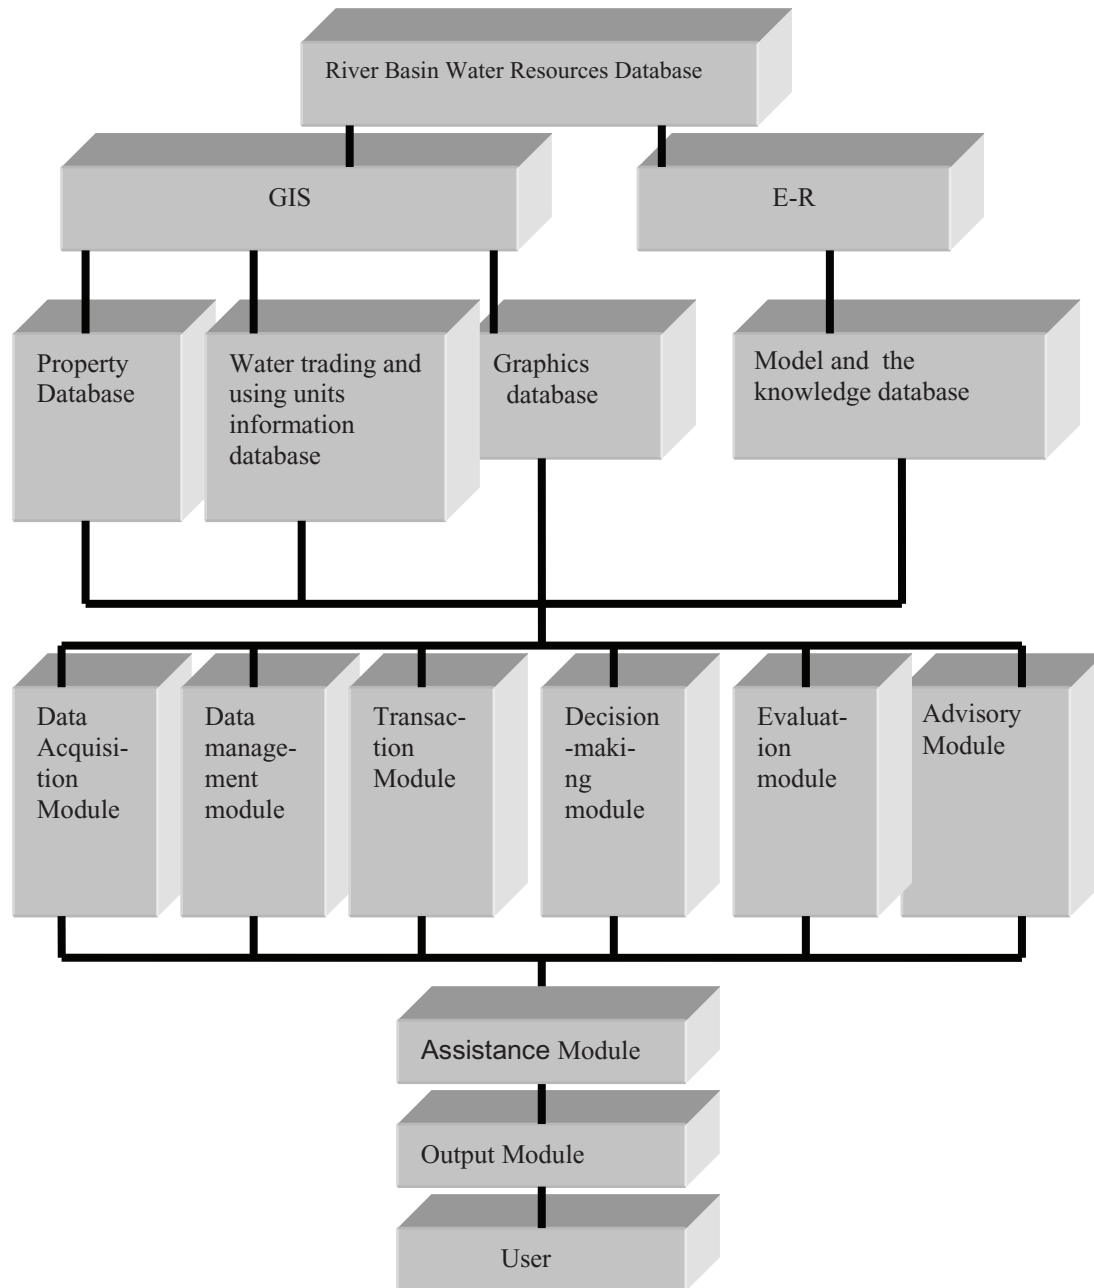 River Basin Water Resources Database
GIS
E-R
Property
Database
Water trading and
using units
information
database
Graphics
database
Model and the
knowledge database
Data
Acquisi-
tion
Module
Data
manage-
ment
module
Transac-
tion
Module
Decision
-maki-
ng
module
Evaluat-
ion
module
Advisory
Module
Assistance Module
Output Module
User